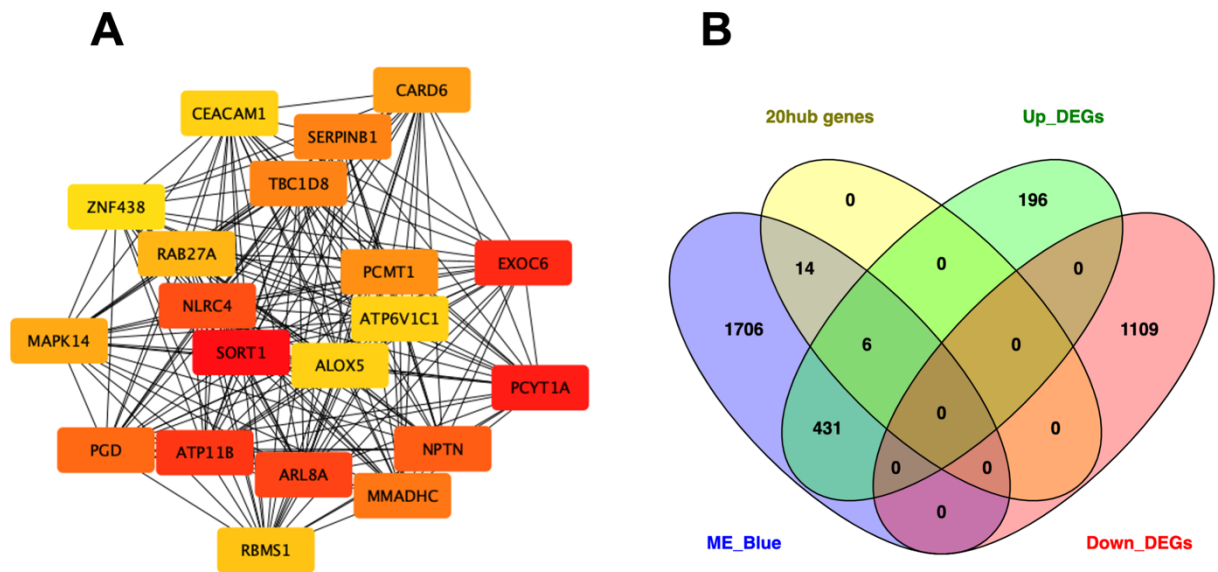 A
CARD6
CEACAM1
SERPINB1
TBC1D8
ZNF438
RAB27A
EXOC6
PCMT1
NLRC4
ATP6V1C1
MAPK14
SORT1
ALOX5
PCYT1A
PGD
ATP11B
NPTN
ARL8A
MMADHC
RBMS1
B
20hub genes
Up_DEGs
0
196
14
0
0
1706
6
0
1109
431
0
0
0
0
0
ME_Blue
Down_DEGs